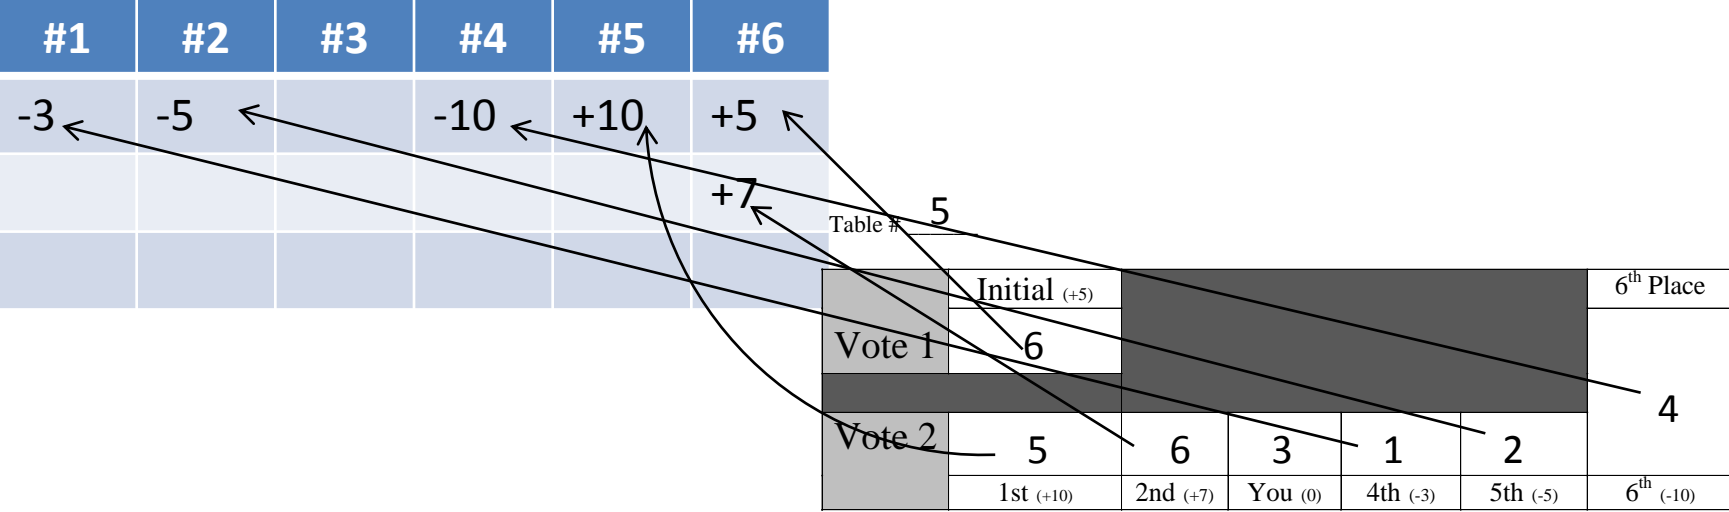 #1 #2 #3 #4 #5 #6
-3 -5 -10 +10 +5
+7
Table # 5
Initial (+5) 6th Place
Vote 1 6
4
Vote 2 5 6 3 1 2
1st (+10) 2nd (+7) You (0) 4th (-3) 5th (-5) 6th (-10)